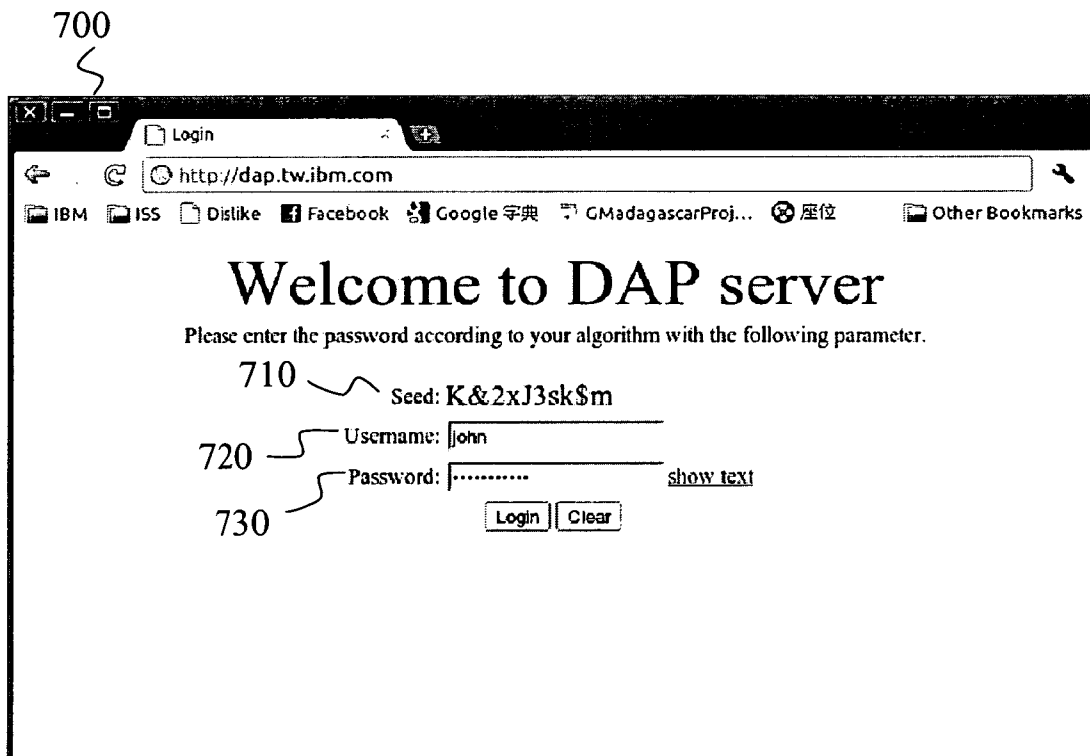 700
Login
http://dap.tw.ibm.com
IBM ISS Dislike Facebook Google 字典 GMadagascarProj... 座位 Other Bookmarks
Welcome to DAP server
Please enter the password according to your algorithm with the following parameter.
710 Seed: K&2xJ3sk$m
720 Username: john
730 Password: ••••••••••• show text
Login Clear